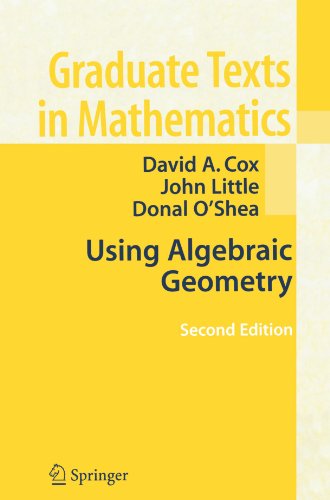 Graduate Texts
in Mathematics
David A. Cox
John Little
Donal O'Shea
Using Algebraic
Geometry
Second Edition
Springer